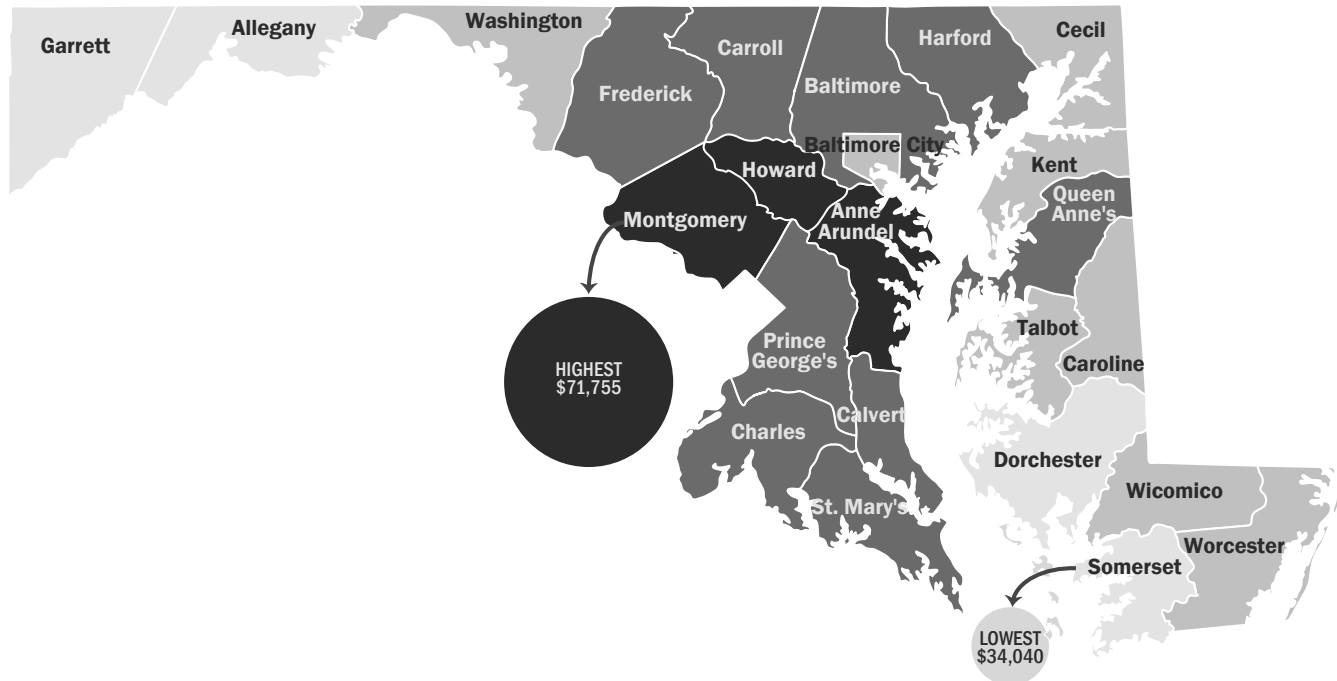 Garrett
Allegany
Washington
Frederick
Carroll
Baltimore
Harford
Cecil
Baltimore City
Howard
Kent
Queen
Anne's
Montgomery
Anne
Arundel
Talbot
Prince
George's
Caroline
HIGHEST
$71,755
Calvert
Charles
Dorchester
Wicomico
St. Mary's
Worcester
Somerset
LOWEST
$34,040